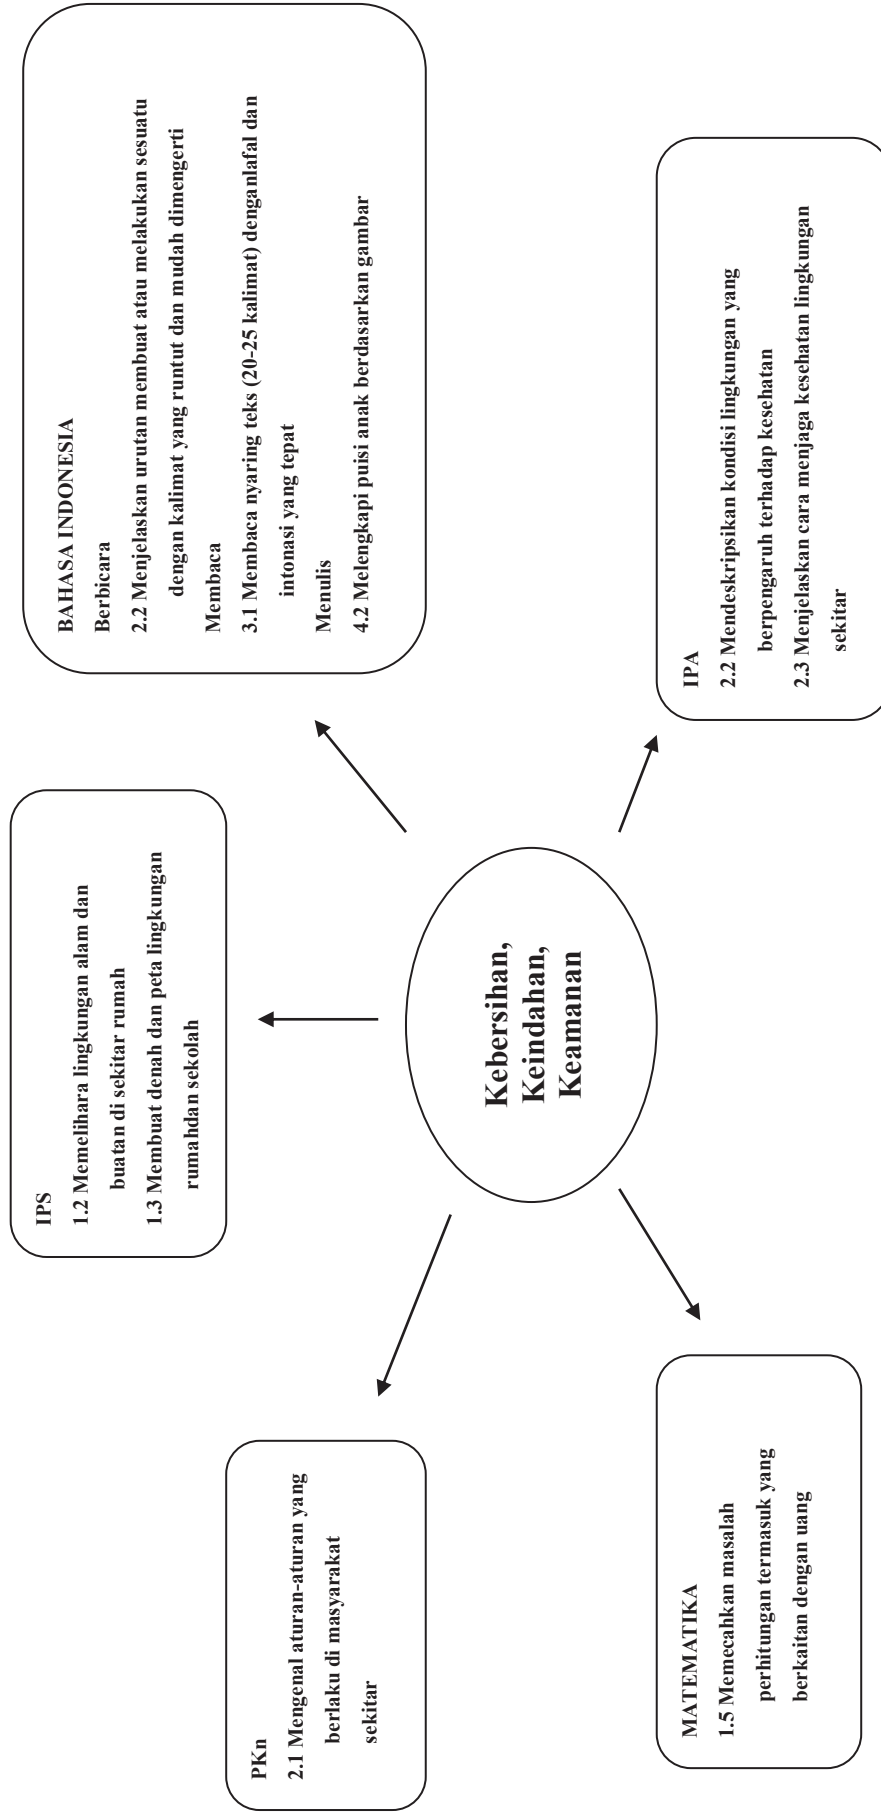 PKn
2.1 Mengenal aturan-aturan yang
berlaku di masyarakat
sekitar
IPS
1.2 Memelihara lingkungan alam dan
buatan di sekitar rumah
1.3 Membuat denah dan peta lingkungan
rumahdan sekolah
BAHASA INDONESIA
Berbicara
2.2 Menjelaskan urutan membuat atau melakukan sesuatu
dengan kalimat yang runtut dan mudah dimengerti
Membaca
3.1 Membaca nyaring teks (20-25 kalimat) denganlafal dan
intonasi yang tepat
Menulis
4.2 Melengkapi puisi anak berdasarkan gambar
Kebersihan,
Keindahan,
Keamanan
MATEMATIKA
1.5 Memecahkan masalah
perhitungan termasuk yang
berkaitan dengan uang
IPA
2.2 Mendeskripsikan kondisi lingkungan yang
berpengaruh terhadap kesehatan
2.3 Menjelaskan cara menjaga kesehatan lingkungan
sekitar